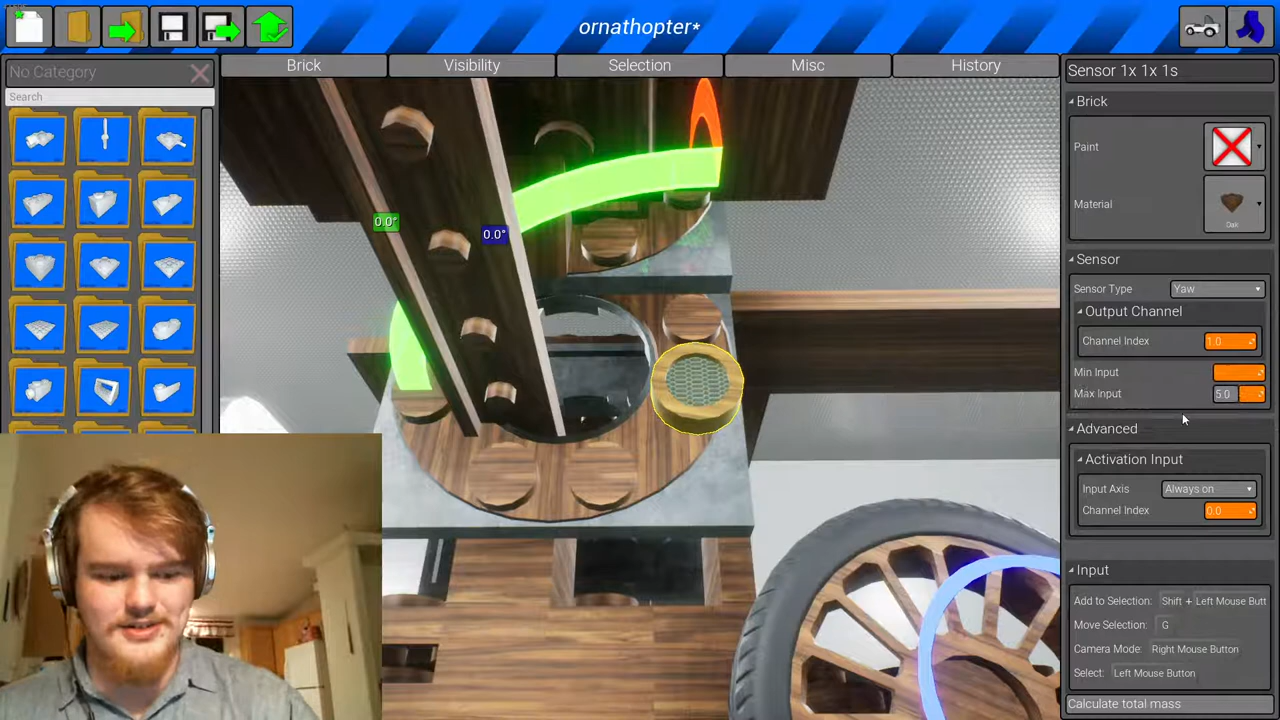 ornathopter*
No Category
Search
Brick
Visibility
Selection
Misc
History
0.0°
0.0°
Sensor 1x 1x 1s
Brick
Paint
Material
Oak
Sensor
Sensor Type Yaw
Output Channel
Channel Index 1.0
Min Input
Max Input 5.0
Advanced
Activation Input
Input Axis Always on
Channel Index 0.0
Input
Add to Selection: Shift + Left Mouse Butt
Move Selection: G
Camera Mode: Right Mouse Button
Select: Left Mouse Button
Calculate total mass